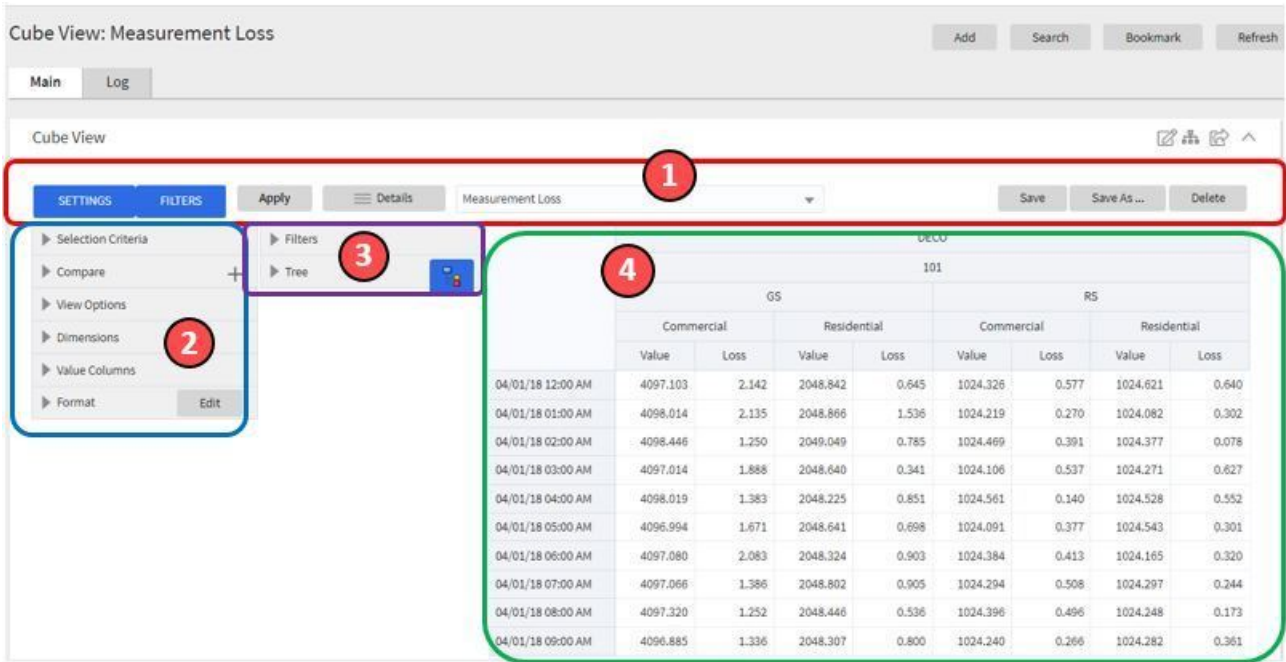 Cube View: Measurement Loss Add Search Bookmark Refresh
Main Log
Cube View
1
SETTINGS FILTERS Apply Details Measurement Loss Save Save As ... Delete
Selection Criteria Filters DECO
Compare Tree 3 4 101
View Options GS RS
Dimensions 2 Commercial Residential Commercial Residential
Value Columns Value Loss Value Loss Value Loss Value Loss
Format Edit 04/01/18 12:00 AM 4097.103 2.142 2048.842 0.645 1024.326 0.577 1024.621 0.640
04/01/18 01:00 AM 4098.014 2.135 2048.866 1.536 1024.219 0.270 1024.082 0.302
04/01/18 02:00 AM 4098.446 1.250 2049.049 0.785 1024.469 0.391 1024.377 0.078
04/01/18 03:00 AM 4097.014 1.888 2048.640 0.341 1024.106 0.537 1024.271 0.627
04/01/18 04:00 AM 4098.019 1.383 2048.225 0.851 1024.561 0.140 1024.528 0.552
04/01/18 05:00 AM 4096.994 1.671 2048.641 0.698 1024.091 0.377 1024.543 0.301
04/01/18 06:00 AM 4097.080 2.083 2048.324 0.903 1024.384 0.413 1024.165 0.320
04/01/18 07:00 AM 4097.066 1.386 2048.802 0.905 1024.294 0.508 1024.297 0.244
04/01/18 08:00 AM 4097.320 1.252 2048.446 0.536 1024.396 0.496 1024.248 0.173
04/01/18 09:00 AM 4096.885 1.336 2048.307 0.800 1024.240 0.266 1024.282 0.361